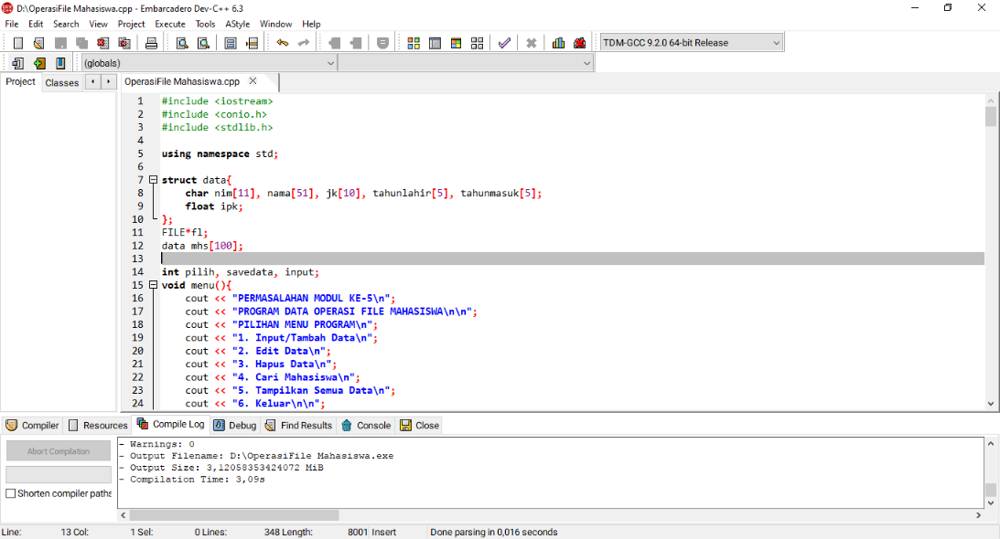 D:\OperasiFile Mahasiswa.cpp - Embarcadero Dev-C++ 6.3
File Edit Search View Project Execute Tools AStyle Window Help
TDM-GCC 9.2.0 64-bit Release
(globals)
Project Classes OperasiFile Mahasiswa.cpp
1 #include <iostream>
2 #include <conio.h>
3 #include <stdlib.h>
4
5 using namespace std;
6
7 struct data{
8 char nim[11], nama[51], jk[10], tahunlahir[5], tahunmasuk[5];
9 float ipk;
10 };
11 FILE*fl;
12 data mhs[100];
13
14 int pilih, savedata, input;
15 void menu(){
16 cout << "PERMASALAHAN MODUL KE-5\n";
17 cout << "PROGRAM DATA OPERASI FILE MAHASISWA\n\n";
18 cout << "PILIHAN MENU PROGRAM\n";
19 cout << "1. Input/Tambah Data\n";
20 cout << "2. Edit Data\n";
21 cout << "3. Hapus Data\n";
22 cout << "4. Cari Mahasiswa\n";
23 cout << "5. Tampilkan Semua Data\n";
24 cout << "6. Keluar\n\n";
Compiler Resources Compile Log Debug Find Results Console Close
Abort Compilation
Shorten compiler paths
- Warnings: 0
- Output Filename: D:\OperasiFile Mahasiswa.exe
- Output Size: 3,12058353424072 MiB
- Compilation Time: 3,09s
Line: 13 Col: 1 Sel: 0 Lines: 348 Length: 8001 Insert Done parsing in 0,016 seconds